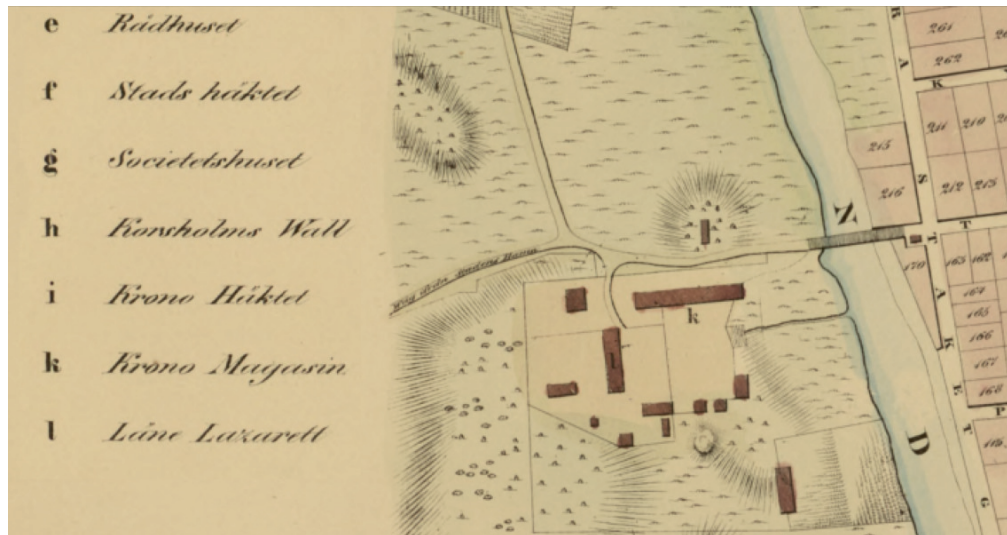 e Rådhuset
f Stads häktet
g Societetshuset
h Korsholms Wall
i Krono Häktet
k Krono Magasin
l Läne Lazarett
k
N
D
261
262
K
211
210
215
212
213
216
S
T
T
170
163
162
164
165
A
K
166
167
E
168
T
G